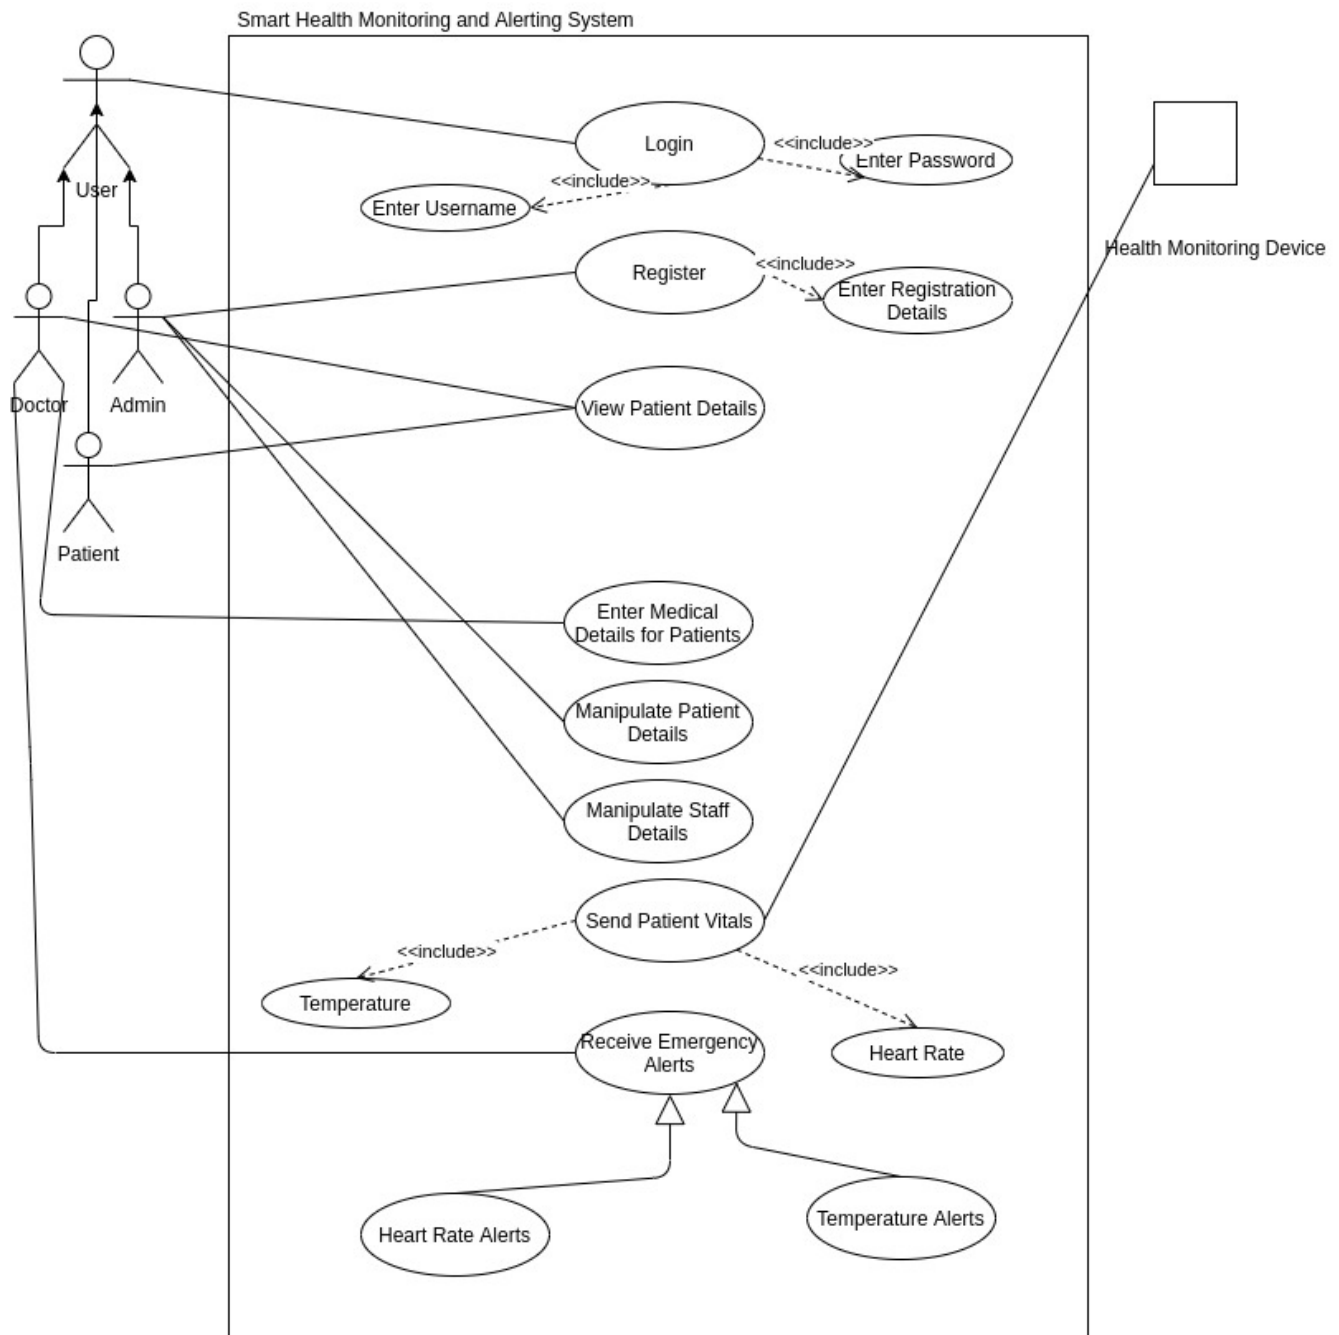 Smart Health Monitoring and Alerting System
Login
<<include>>
Enter Password
<<include>>
Enter Username
User
Health Monitoring Device
Register
<<include>>
Enter Registration
Details
Doctor
Admin
View Patient Details
Patient
Enter Medical
Details for Patients
Manipulate Patient
Details
Manipulate Staff
Details
Send Patient Vitals
<<include>>
<<include>>
Temperature
Receive Emergency
Alerts
Heart Rate
Heart Rate Alerts
Temperature Alerts